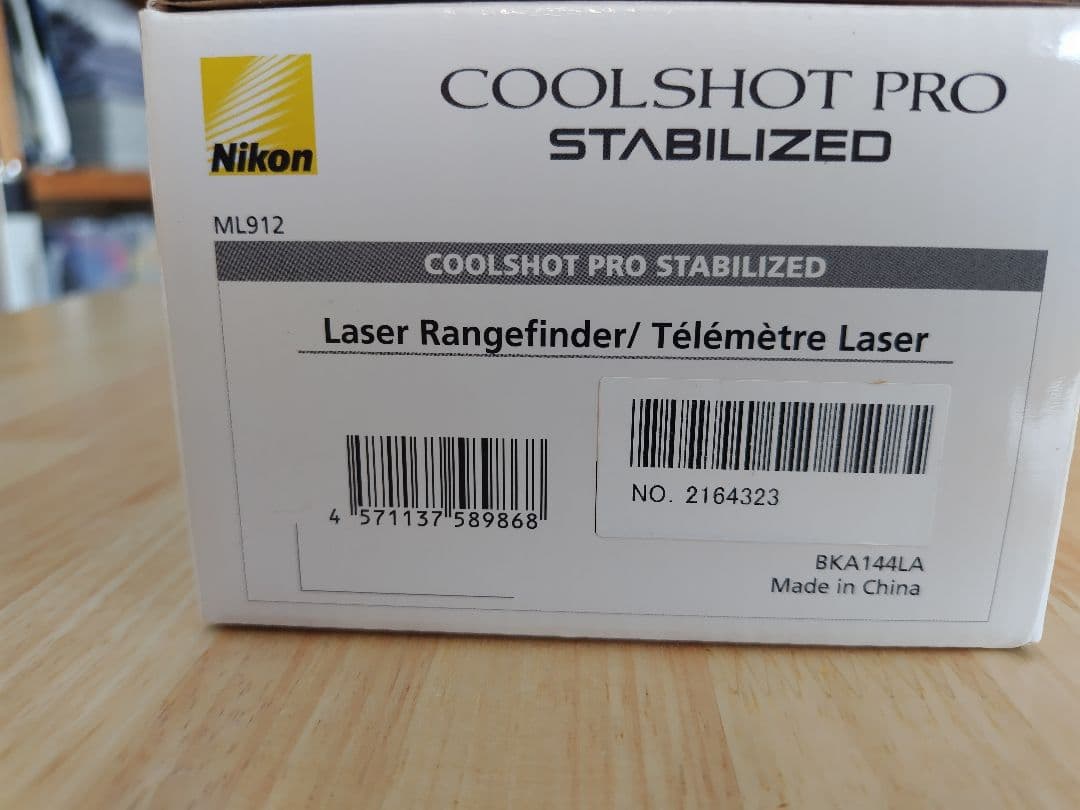 Nikon
COOLSHOT PRO
STABILIZED
ML912
COOLSHOT PRO STABILIZED
Laser Rangefinder/ Télémètre Laser
4 571137 589868
NO. 2164323
BKA144LA
Made in China